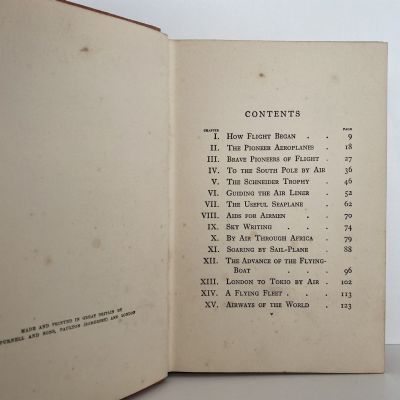 MADE AND PRINTED IN GREAT BRITAIN BY
PURNELL AND SONS, PAULTON (SOMERSET) AND LONDON
CONTENTS
CHAPTER PAGE
I. How Flight Began . . 9
II. The Pioneer Aeroplanes . 18
III. Brave Pioneers of Flight . 27
IV. To the South Pole by Air 36
V. The Schneider Trophy . 46
VI. Guiding the Air Liner . 52
VII. The Useful Seaplane . . 62
VIII. Aids for Airmen . . 70
IX. Sky Writing . . . 74
X. By Air Through Africa . 79
XI. Soaring by Sail-Plane . 88
XII. The Advance of the Flying-
Boat . . . 96
XIII. London to Tokio by Air . 102
XIV. A Flying Fleet . . . 113
XV. Airways of the World . 123
v